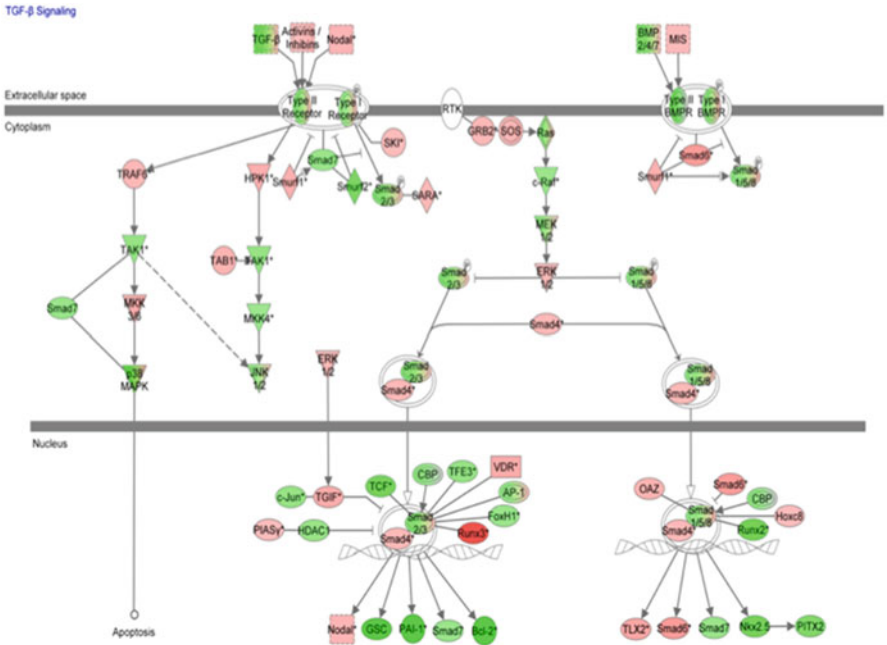 TGF-β Signaling
TGF-β
Activins /
Inhibins
Nodal*
BMP
2/4/7
MIS
Extracellular space
Cytoplasm
Type II
Receptor
Type I
Receptor
RTK
GRB2*
SOS
Ras
Type II
BMPR
Type I
BMPR
SKI*
TRAF6*
HPK1*
Smurf1*
Smad7
Smurf2*
Smad
2/3
SARA*
c-Raf*
Smad6*
Smurf1*
Smad
1/5/8
MEK
1/2
TAK1*
TAB1*
TAK1*
Smad
2/3
ERK
1/2
Smad
1/5/8
Smad7
MKK
3/6
MKK4*
Smad4*
p38
MAPK
JNK
1/2
ERK
1/2
Smad
2/3
Smad4*
Smad
1/5/8
Smad4*
Nucleus
c-Jun*
TGIF*
TCF*
CBP
TFE3*
VDR*
AP-1
FoxH1*
PIASγ*
HDAC1
Smad
2/3
Smad4*
Runx3*
OAZ
Smad6*
CBP
Hoxc8
Smad
1/5/8
Smad4
Runx2*
Apoptosis
Nodal*
GSC
PAI-1*
Smad7
Bcl-2*
TLX2*
Smad6*
Smad7
Nkx2.5
PITX2